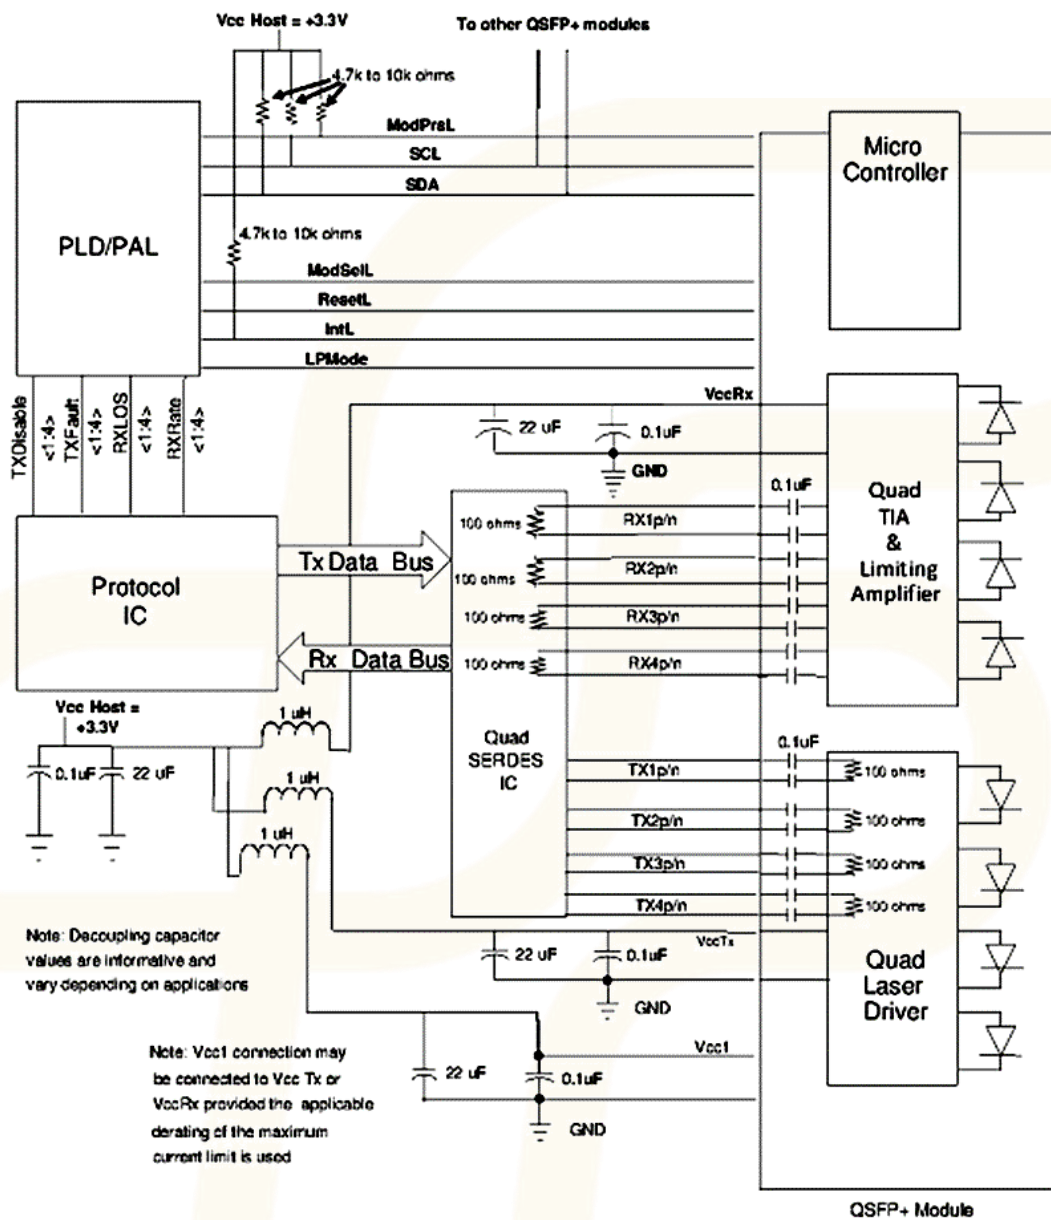 Vcc Host = +3.3V
To other QSFP+ modules
4.7k to 10k ohms
ModPrsL
SCL
SDA
PLD/PAL
4.7k to 10k ohms
ModSelL
ResetL
IntL
LPMode
Micro
Controller
TXDisable
<1:4>
TXFault
<1:4>
RXLOS
<1:4>
RXRate
<1:4>
VccRx
22 uF
0.1uF
GND
0.1uF
Quad
TIA
&
Limiting
Amplifier
100 ohms
RX1p/n
100 ohms
RX2p/n
100 ohms
RX3p/n
100 ohms
RX4p/n
Tx Data Bus
Rx Data Bus
Protocol
IC
Vcc Host =
+3.3V
0.1uF
22 uF
1 uH
1 uH
1 uH
Quad
SERDES
IC
0.1uF
TX1p/n
100 ohms
TX2p/n
100 ohms
TX3p/n
100 ohms
TX4p/n
100 ohms
Quad
Laser
Driver
VccTx
22 uF
0.1uF
GND
Note: Decoupling capacitor
values are informative and
vary depending on applications
Vcc1
22 uF
0.1uF
GND
Note: Vcc1 connection may
be connected to Vcc Tx or
VccRx provided the applicable
derating of the maximum
current limit is used
QSFP+ Module